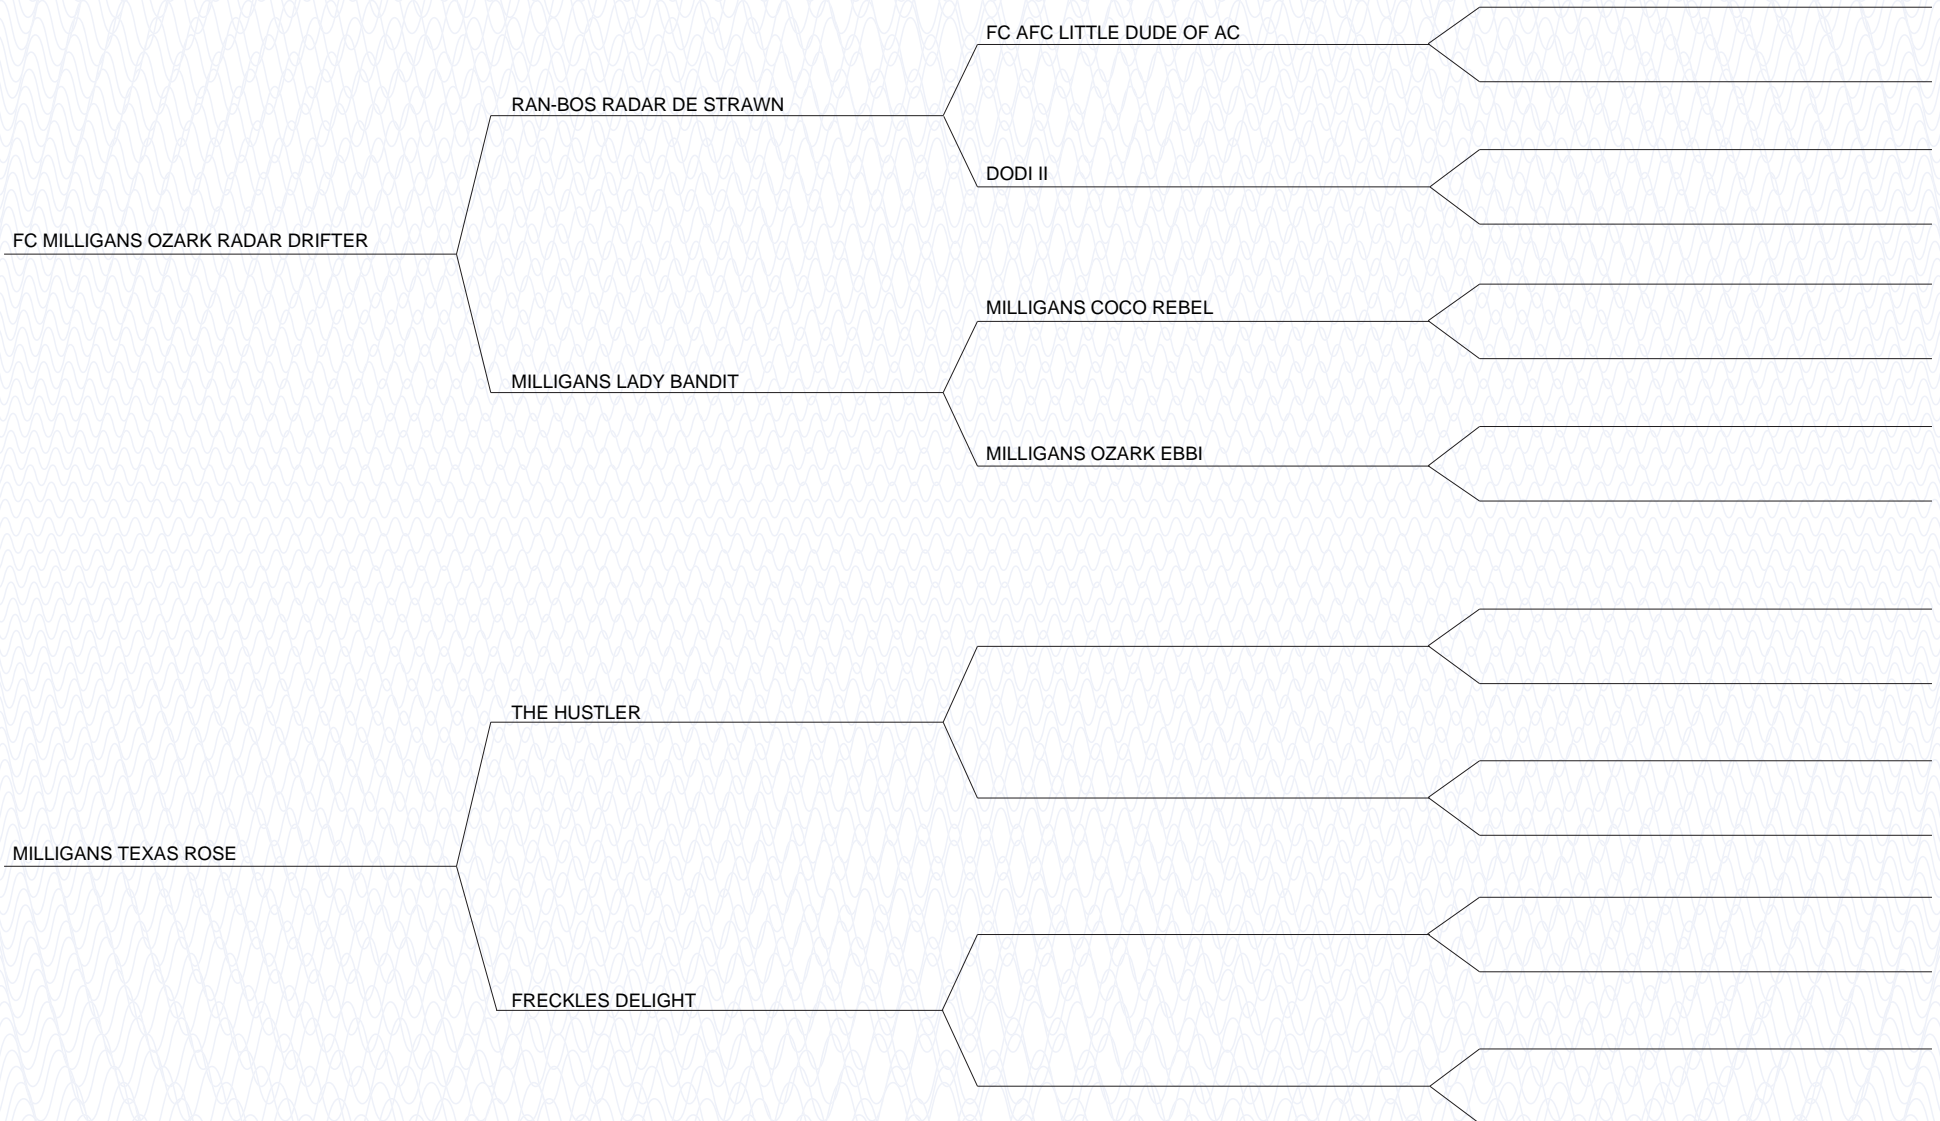 FC AFC LITTLE DUDE OF AC
RAN-BOS RADAR DE STRAWN
DODI II
FC MILLIGANS OZARK RADAR DRIFTER
MILLIGANS COCO REBEL
MILLIGANS LADY BANDIT
MILLIGANS OZARK EBBI
THE HUSTLER
MILLIGANS TEXAS ROSE
FRECKLES DELIGHT